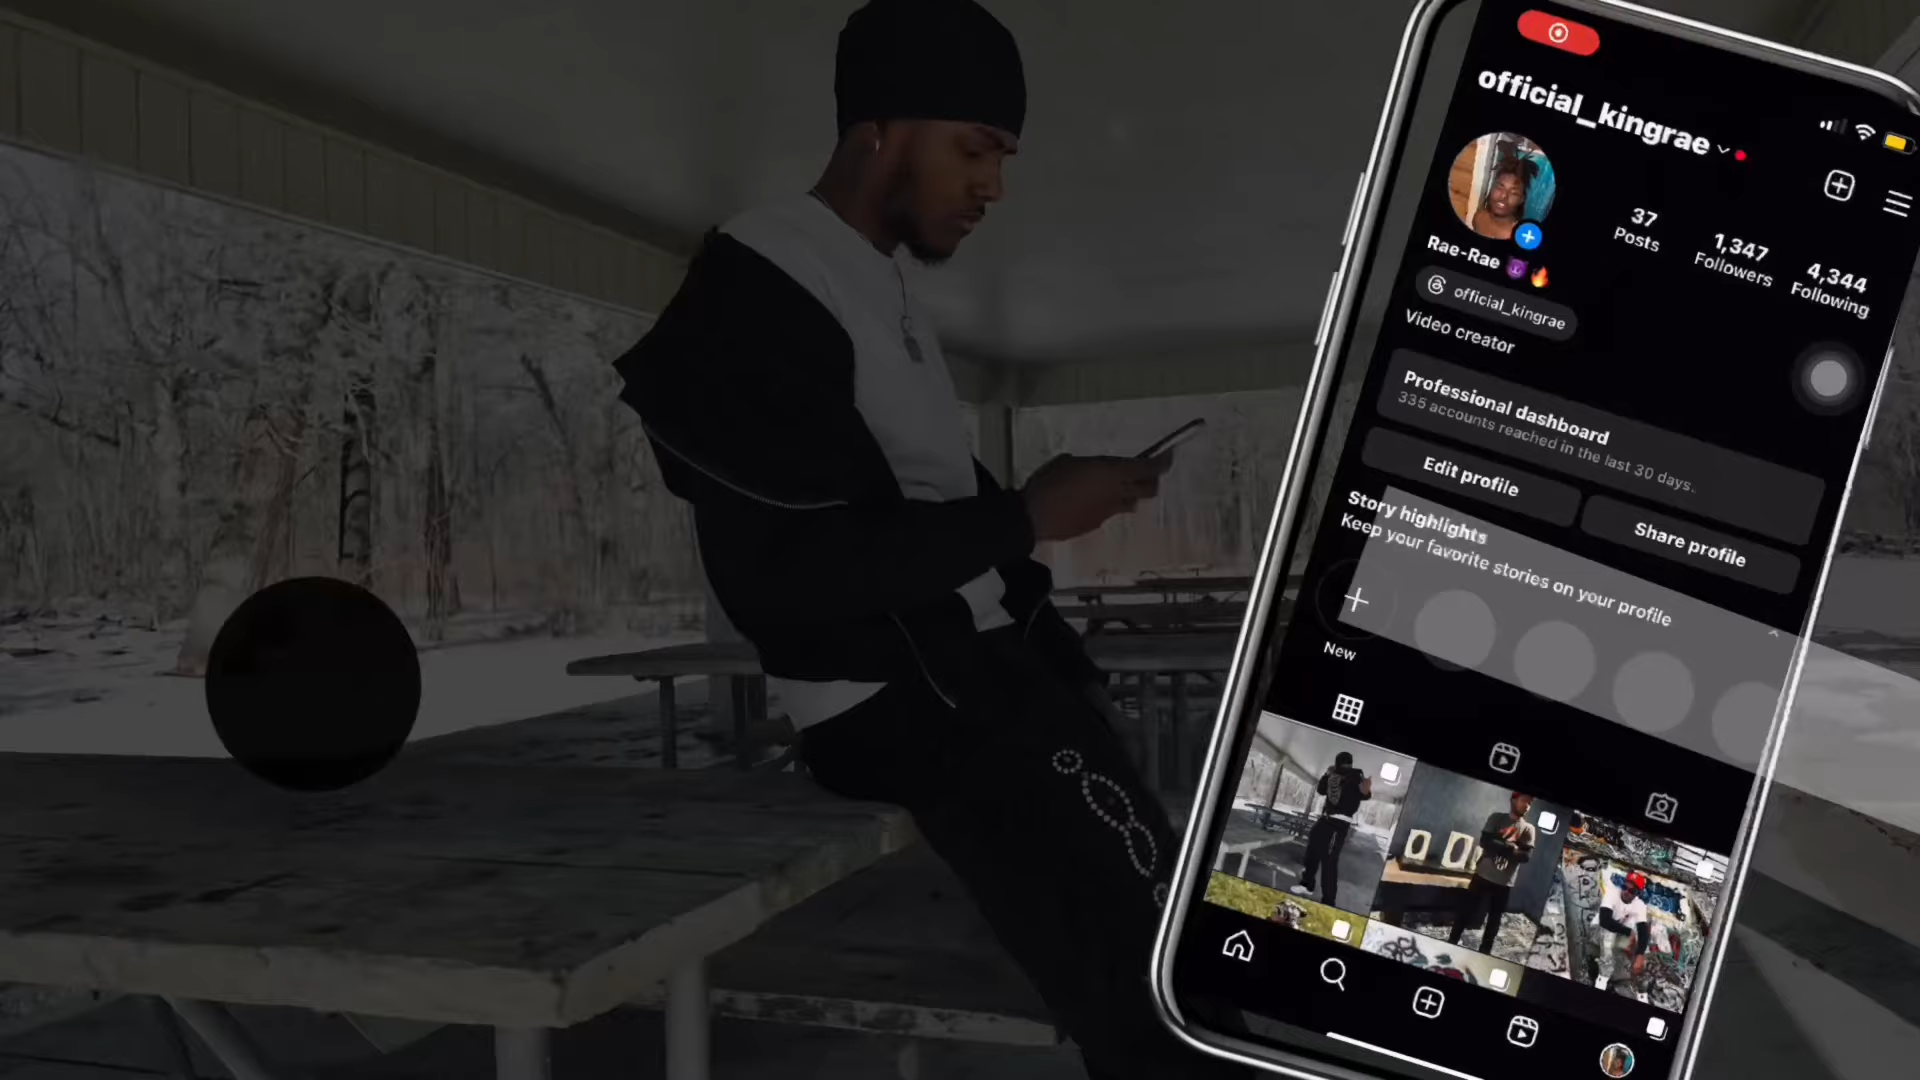 official_kingrae
37
Posts
1,347
Followers
4,344
Following
Rae-Rae
official_kingrae
Video creator
Professional dashboard
335 accounts reached in the last 30 days.
Edit profile
Share profile
Story highlights
Keep your favorite stories on your profile
New